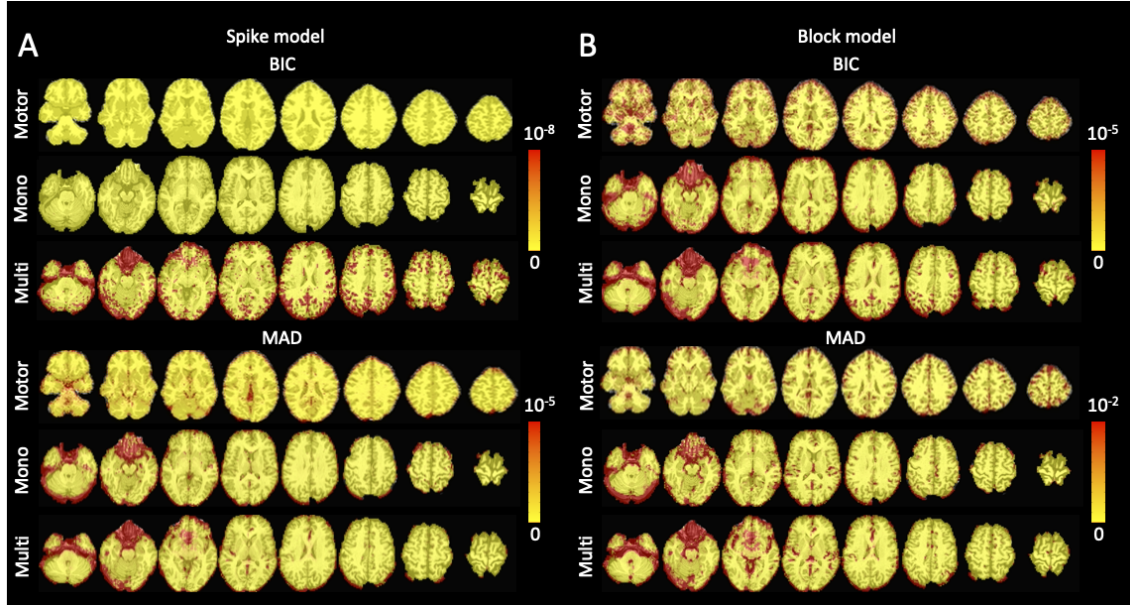 A
Spike model
BIC
Motor
Mono
Multi
10-8
0
MAD
Motor
Mono
Multi
10-5
0
B
Block model
BIC
Motor
Mono
Multi
10-5
0
MAD
Motor
Mono
Multi
10-2
0